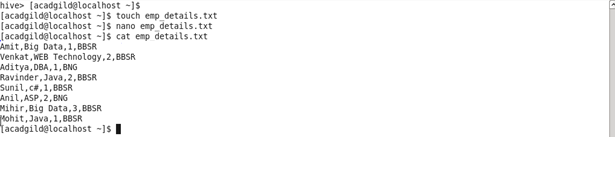 hive> [acadgild@localhost ~]$
[acadgild@localhost ~]$ touch emp_details.txt
[acadgild@localhost ~]$ nano emp_details.txt
[acadgild@localhost ~]$ cat emp_details.txt
Amit,Big Data,1,BBSR
Venkat,WEB Technology,2,BBSR
Aditya,DBA,1,BNG
Ravinder,Java,2,BBSR
Sunil,c#,1,BBSR
Anil,ASP,2,BNG
Mihir,Big Data,3,BBSR
Mohit,Java,1,BBSR
[acadgild@localhost ~]$